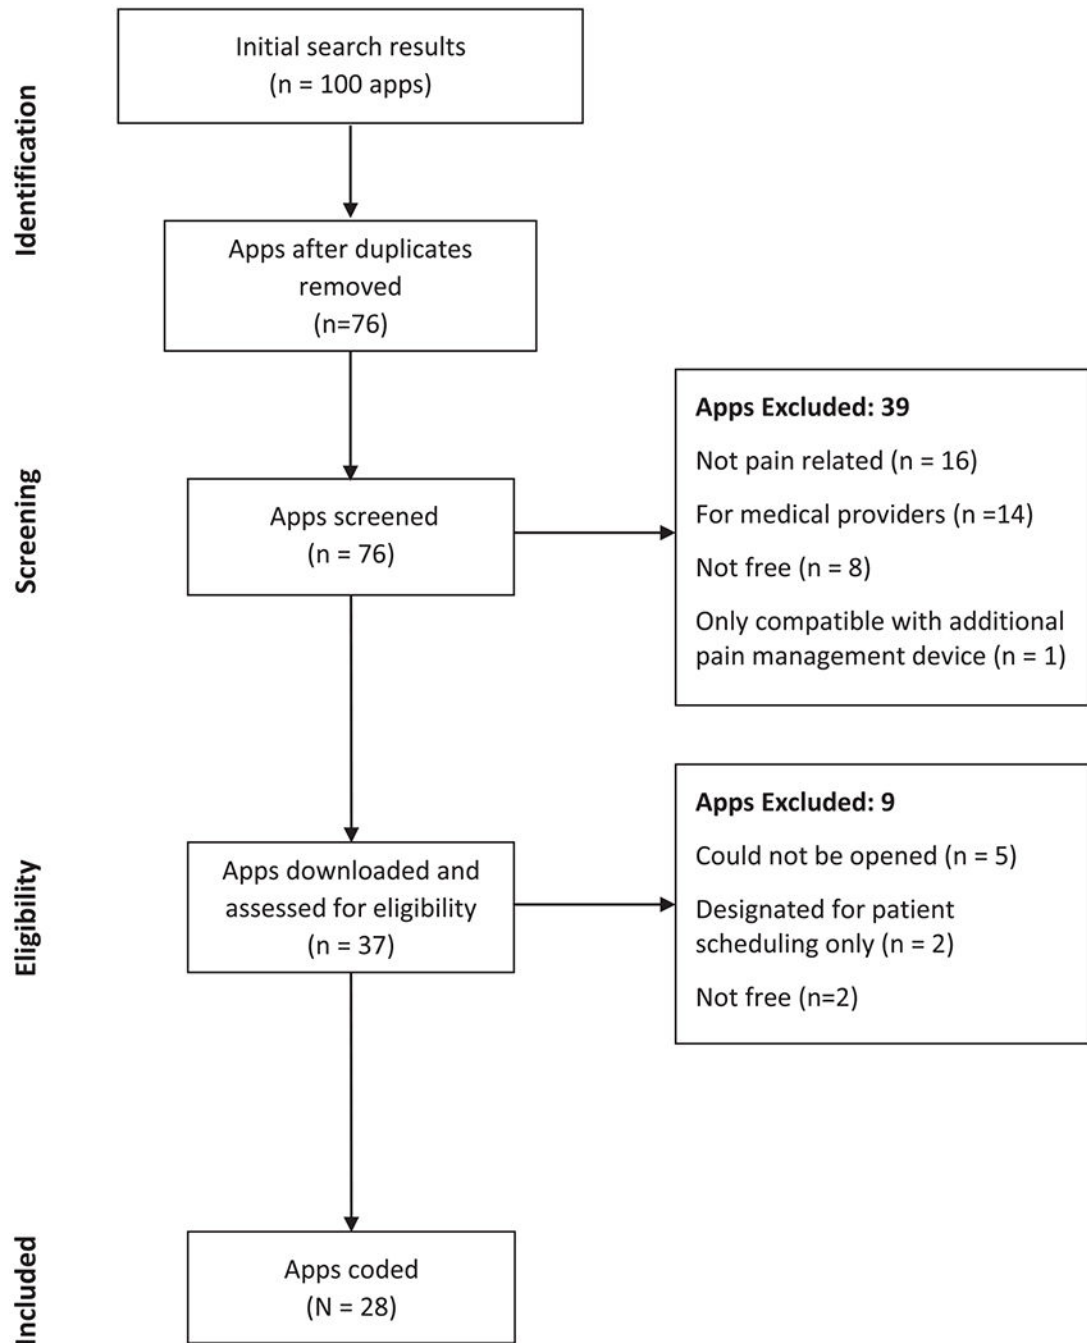 Identification
Initial search results
(n = 100 apps)
Apps after duplicates
removed
(n=76)
Screening
Apps screened
(n = 76)
Apps Excluded: 39
Not pain related (n = 16)
For medical providers (n =14)
Not free (n = 8)
Only compatible with additional
pain management device (n = 1)
Eligibility
Apps downloaded and
assessed for eligibility
(n = 37)
Apps Excluded: 9
Could not be opened (n = 5)
Designated for patient
scheduling only (n = 2)
Not free (n=2)
Included
Apps coded
(N = 28)